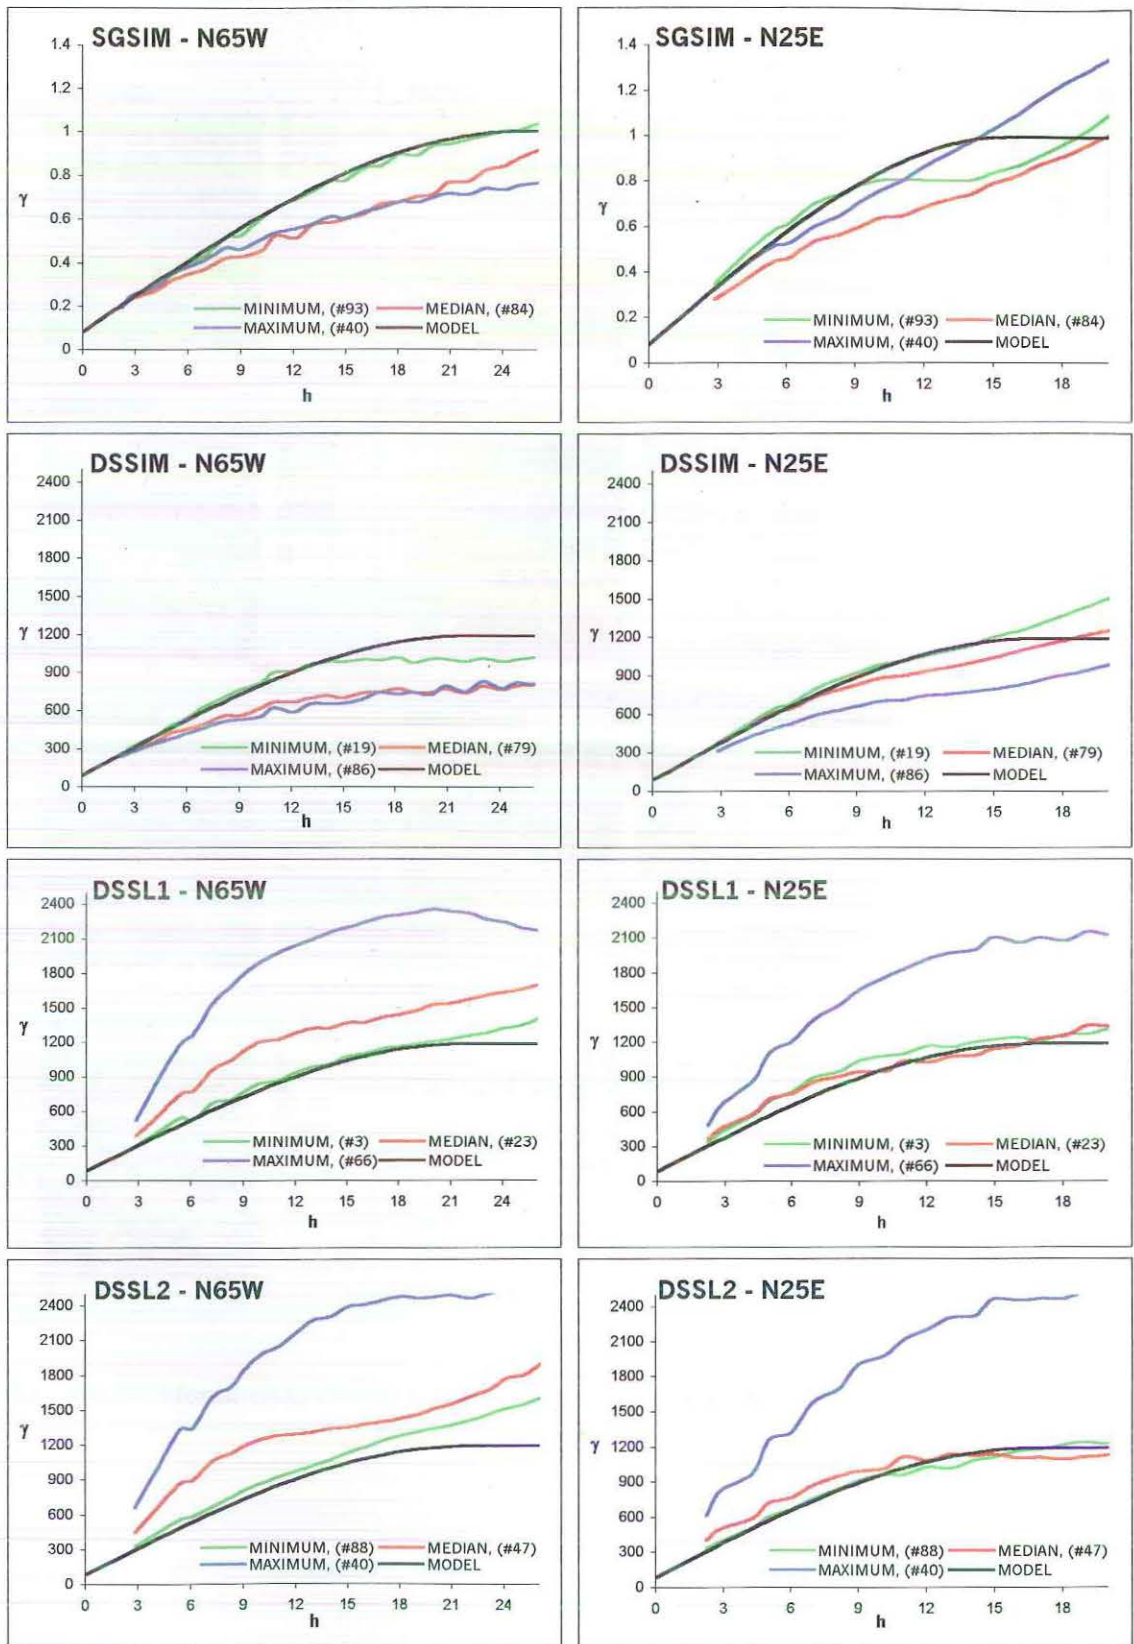 SGSIM - N65W
1.4
1.2
1
0.8
γ
0.6
0.4
0.2
0
MINIMUM, (#93) MEDIAN, (#84)
MAXIMUM, (#40) MODEL
0 3 6 9 12 15 18 21 24
h
SGSIM - N25E
1.4
1.2
1
0.8
γ
0.6
0.4
0.2
0
MINIMUM, (#93) MEDIAN, (#84)
MAXIMUM, (#40) MODEL
0 3 6 9 12 15 18
h
DSSIM - N65W
2400
2100
1800
1500
γ 1200
900
600
300
0
MINIMUM, (#19) MEDIAN, (#79)
MAXIMUM, (#86) MODEL
0 3 6 9 12 15 18 21 24
h
DSSIM - N25E
2400
2100
1800
1500
γ 1200
900
600
300
0
MINIMUM, (#19) MEDIAN, (#79)
MAXIMUM, (#86) MODEL
0 3 6 9 12 15 18
h
DSSL1 - N65W
2400
2100
1800
1500
γ
1200
900
600
300
0
MINIMUM, (#3) MEDIAN, (#23)
MAXIMUM, (#66) MODEL
0 3 6 9 12 15 18 21 24
h
DSSL1 - N25E
2400
2100
1800
1500
γ 1200
900
600
300
0
MINIMUM, (#3) MEDIAN, (#23)
MAXIMUM, (#66) MODEL
0 3 6 9 12 15 18
h
DSSL2 - N65W
2400
2100
1800
1500
γ
1200
900
600
300
0
MINIMUM, (#88) MEDIAN, (#47)
MAXIMUM, (#40) MODEL
0 3 6 9 12 15 18 21 24
h
DSSL2 - N25E
2400
2100
1800
1500
γ 1200
900
600
300
0
MINIMUM, (#88) MEDIAN, (#47)
MAXIMUM, (#40) MODEL
0 3 6 9 12 15 18
h